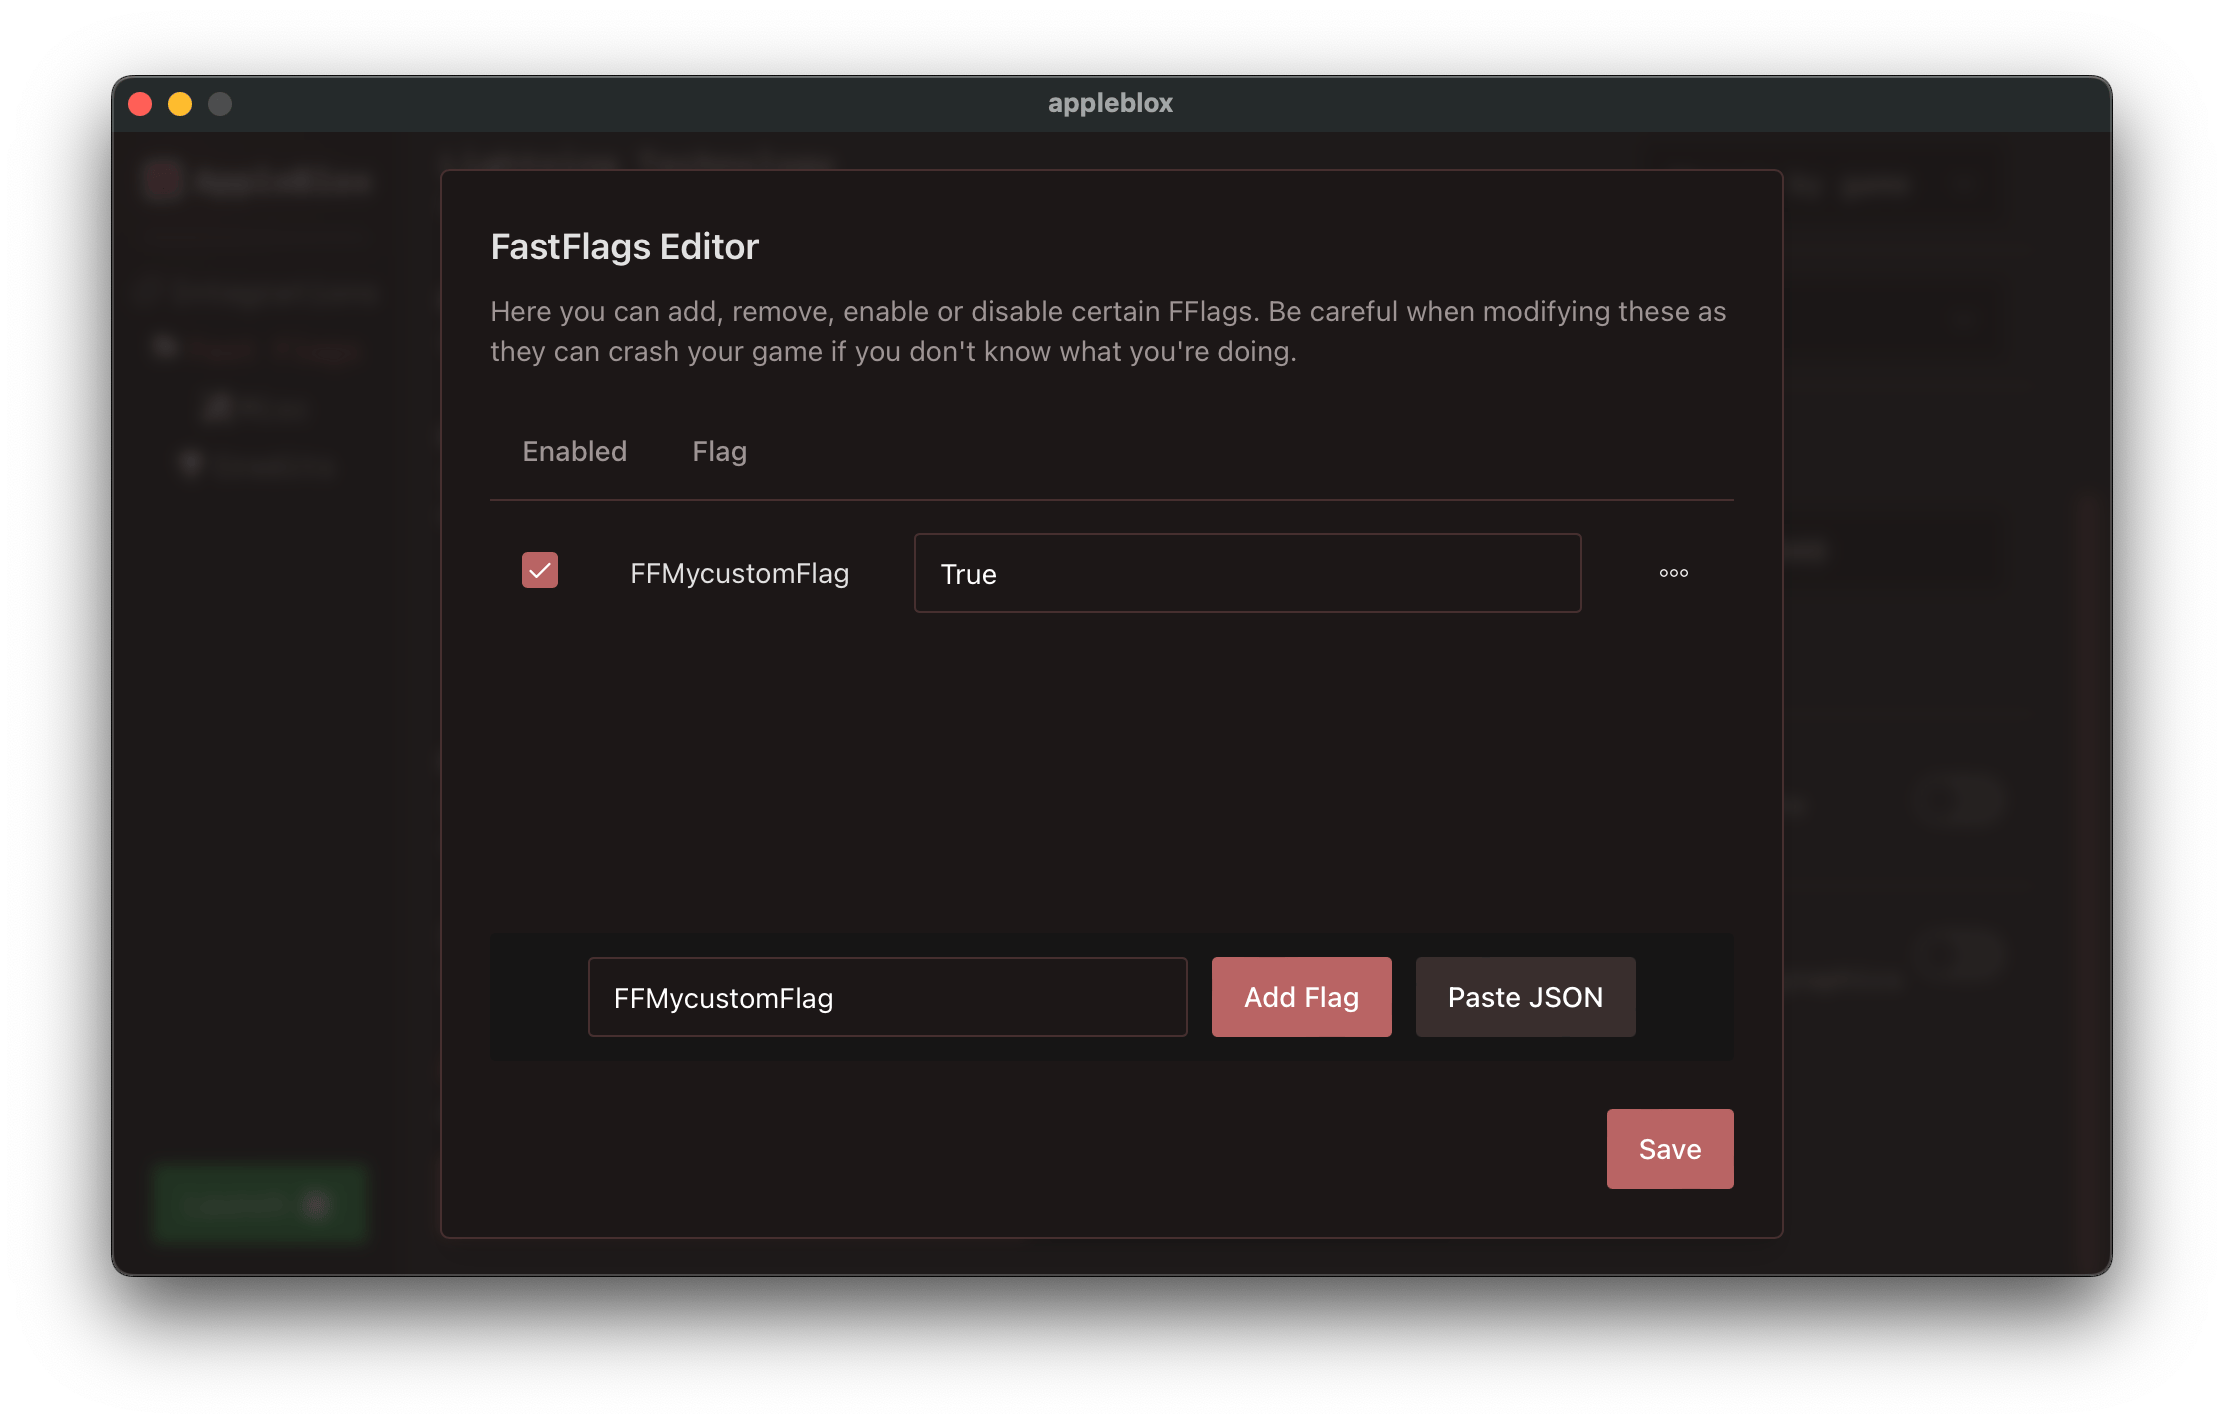 appleblox
FastFlags Editor
Here you can add, remove, enable or disable certain FFlags. Be careful when modifying these as
they can crash your game if you don't know what you're doing.
Enabled Flag
FFMycustomFlag True
FFMycustomFlag Add Flag Paste JSON
Save